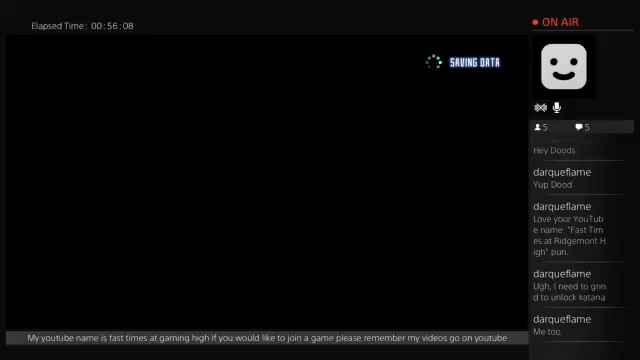 Elapsed Time : 00:56:08
ON AIR
SAVING DATA
5 5
Hey Doods
darqueflame
Yup Dood
darqueflame
Love your YouTub
e name. "Fast Tim
es at Ridgemont H
igh" pun.
darqueflame
Ugh, I need to grin
d to unlock katana
darqueflame
Me too.
My youtube name is fast times at gaming high if you would like to join a game please remember my videos go on youtube